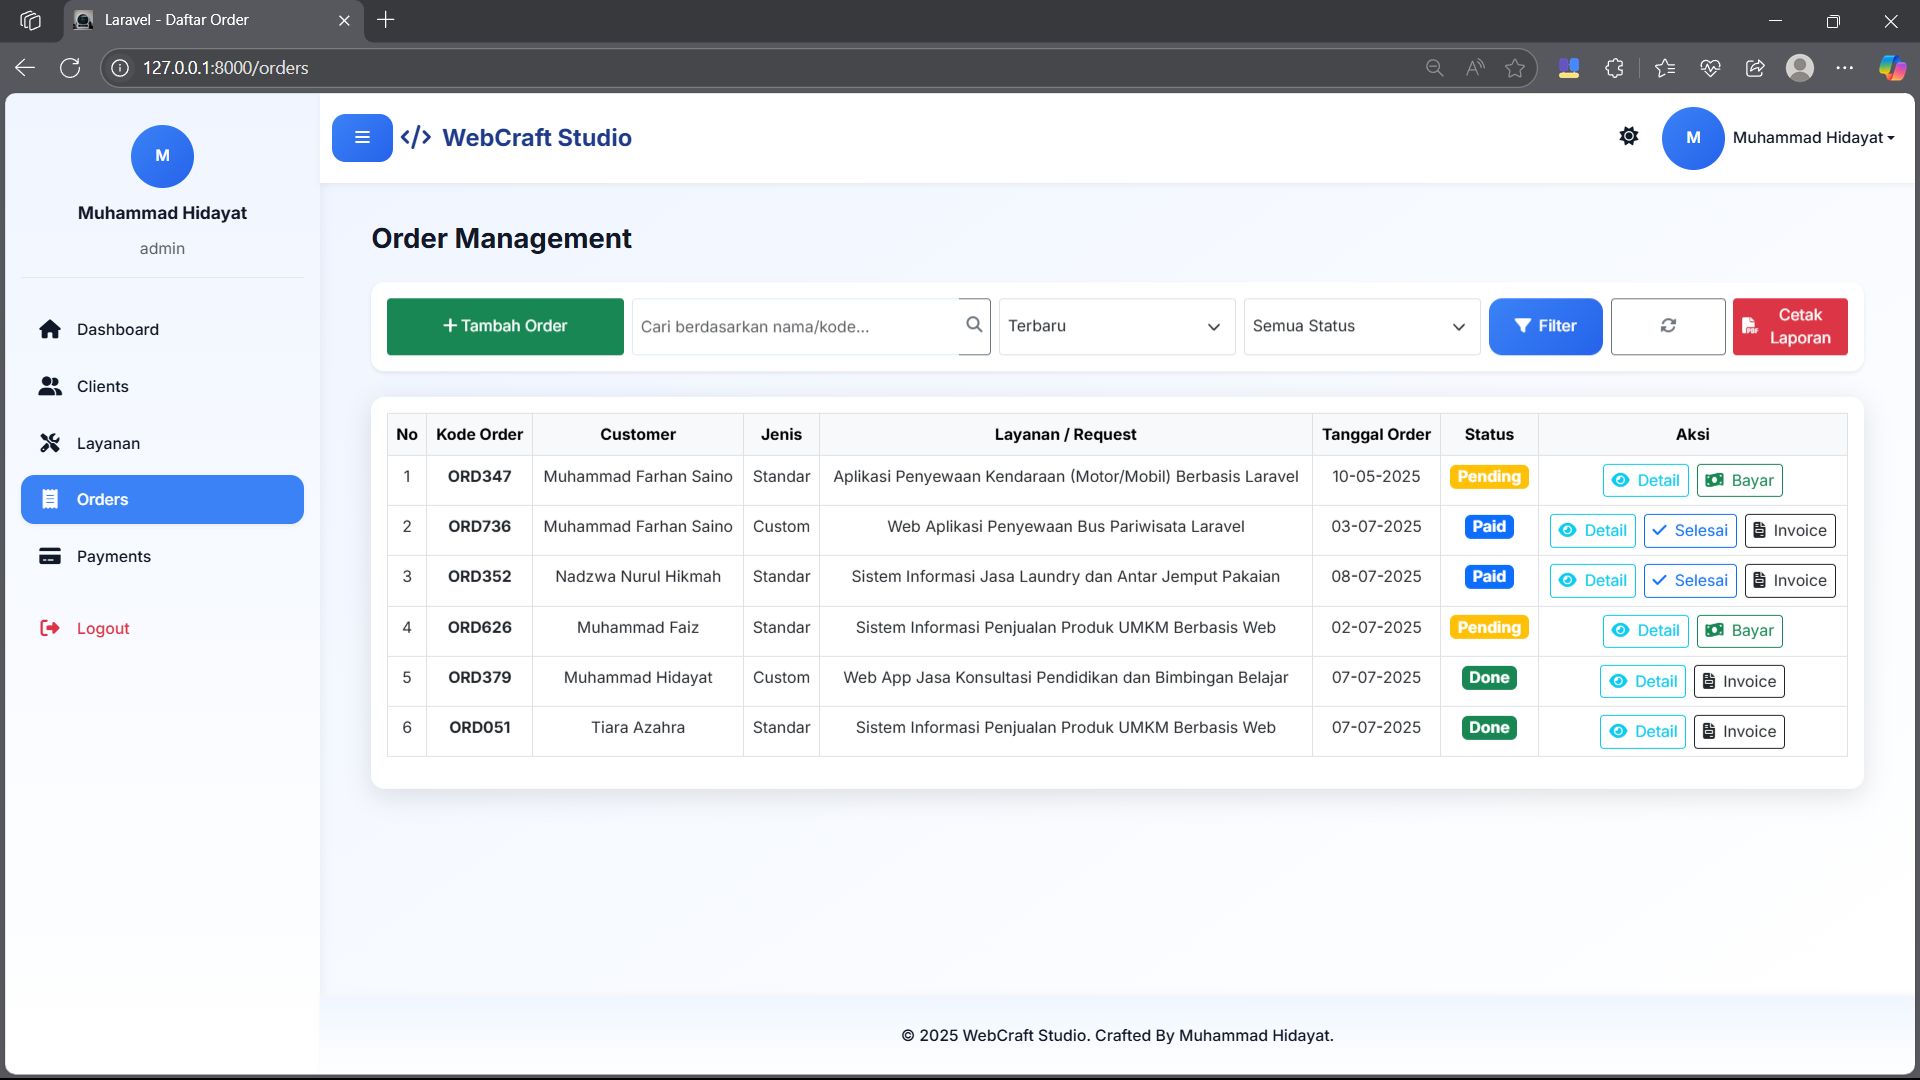 Laravel - Daftar Order
127.0.0.1:8000/orders
M
Muhammad Hidayat
admin
Dashboard
Clients
Layanan
Orders
Payments
Logout
</> WebCraft Studio
M Muhammad Hidayat
Order Management
+ Tambah Order Cari berdasarkan nama/kode... Terbaru Semua Status Filter PDF Cetak Laporan
No Kode Order Customer Jenis Layanan / Request Tanggal Order Status Aksi
1 ORD347 Muhammad Farhan Saino Standar Aplikasi Penyewaan Kendaraan (Motor/Mobil) Berbasis Laravel 10-05-2025 Pending Detail Bayar
2 ORD736 Muhammad Farhan Saino Custom Web Aplikasi Penyewaan Bus Pariwisata Laravel 03-07-2025 Paid Detail Selesai Invoice
3 ORD352 Nadzwa Nurul Hikmah Standar Sistem Informasi Jasa Laundry dan Antar Jemput Pakaian 08-07-2025 Paid Detail Selesai Invoice
4 ORD626 Muhammad Faiz Standar Sistem Informasi Penjualan Produk UMKM Berbasis Web 02-07-2025 Pending Detail Bayar
5 ORD379 Muhammad Hidayat Custom Web App Jasa Konsultasi Pendidikan dan Bimbingan Belajar 07-07-2025 Done Detail Invoice
6 ORD051 Tiara Azahra Standar Sistem Informasi Penjualan Produk UMKM Berbasis Web 07-07-2025 Done Detail Invoice
© 2025 WebCraft Studio. Crafted By Muhammad Hidayat.